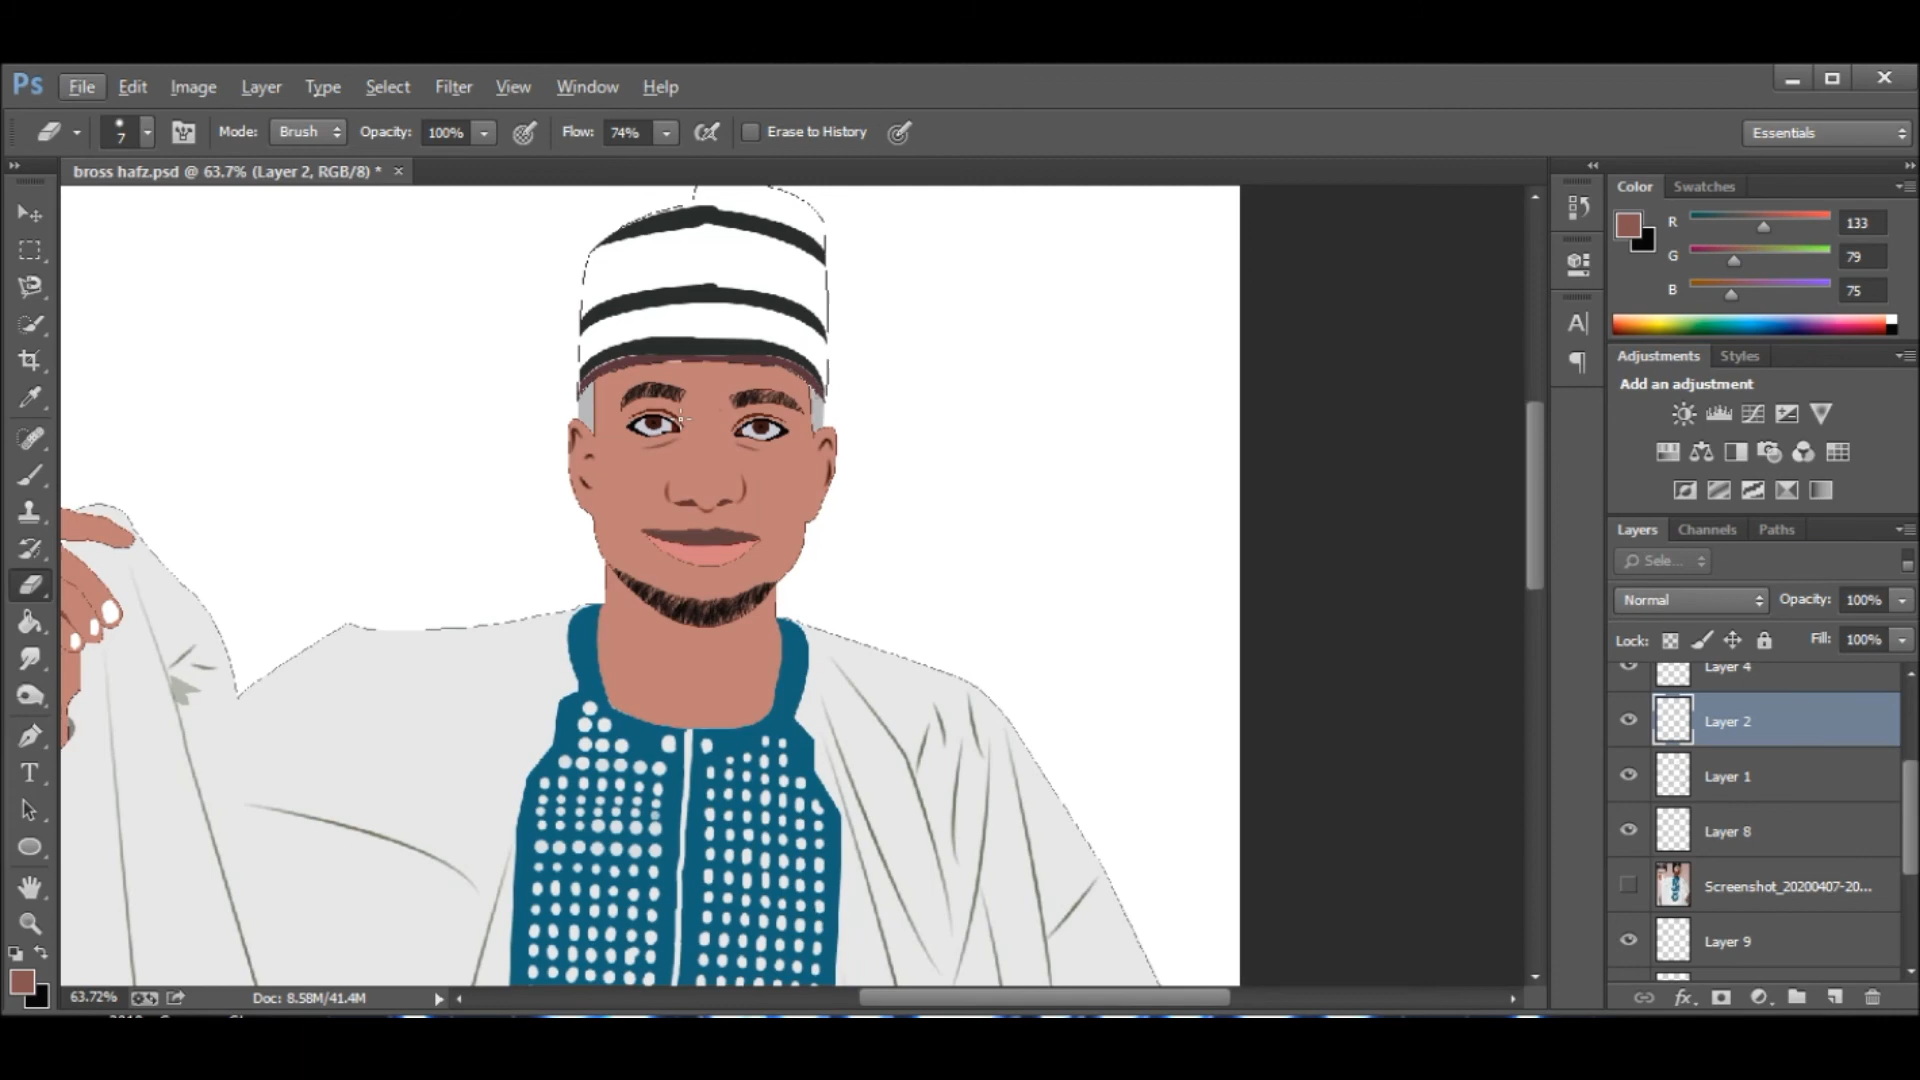 Ps File Edit Image Layer Type Select Filter View Window Help
7 Mode: Brush Opacity: 100% Flow: 74% Erase to History Essentials
bross hafz.psd @ 63.7% (Layer 2, RGB/8) *
Color Swatches
R 133
G 79
B 75
Adjustments Styles
Add an adjustment
Layers Channels Paths
Sele...
Normal Opacity: 100%
Lock: Fill: 100%
Layer 4
Layer 2
Layer 1
Layer 8
Screenshot_20200407-20...
Layer 9
63.72% Doc: 8.58M/41.4M